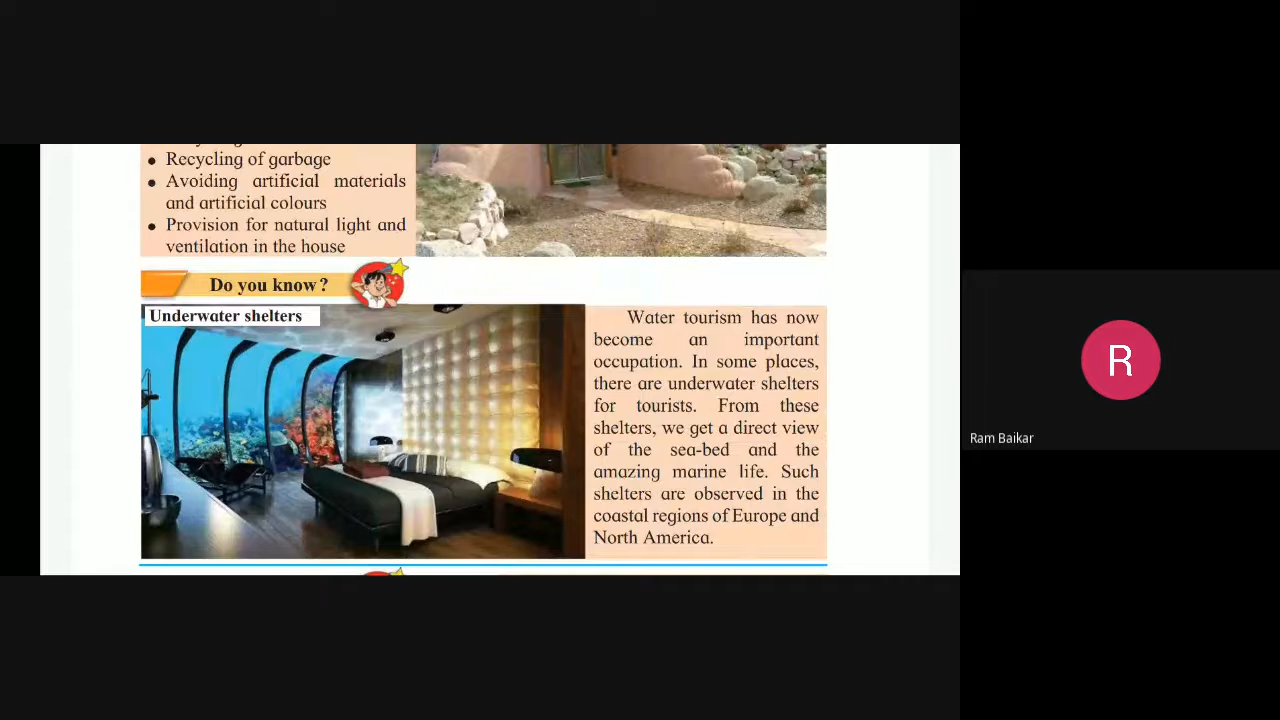 • Recycling of garbage
• Avoiding artificial materials
and artificial colours
• Provision for natural light and
ventilation in the house
Do you know?
Underwater shelters
Water tourism has now
become an important
occupation. In some places,
there are underwater shelters
for tourists. From these
shelters, we get a direct view
of the sea-bed and the
amazing marine life. Such
shelters are observed in the
coastal regions of Europe and
North America.
R
Ram Baikar